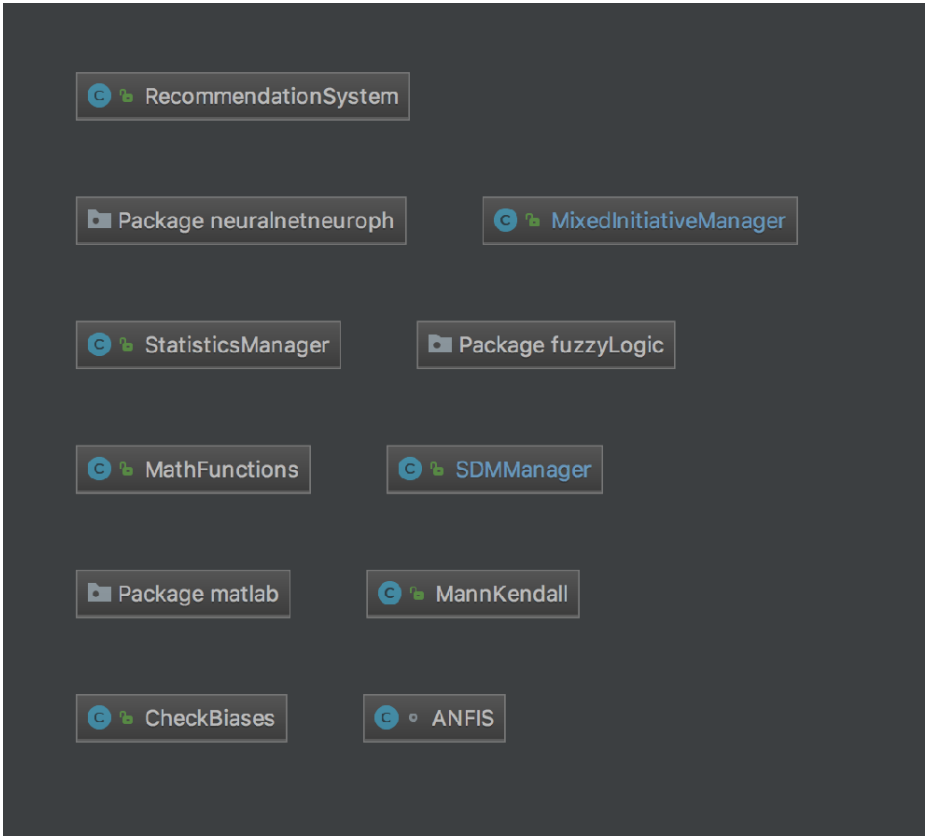 RecommendationSystem
Package neuralnetneuroph MixedInitiativeManager
StatisticsManager Package fuzzyLogic
MathFunctions SDMManager
Package matlab MannKendall
CheckBiases ANFIS